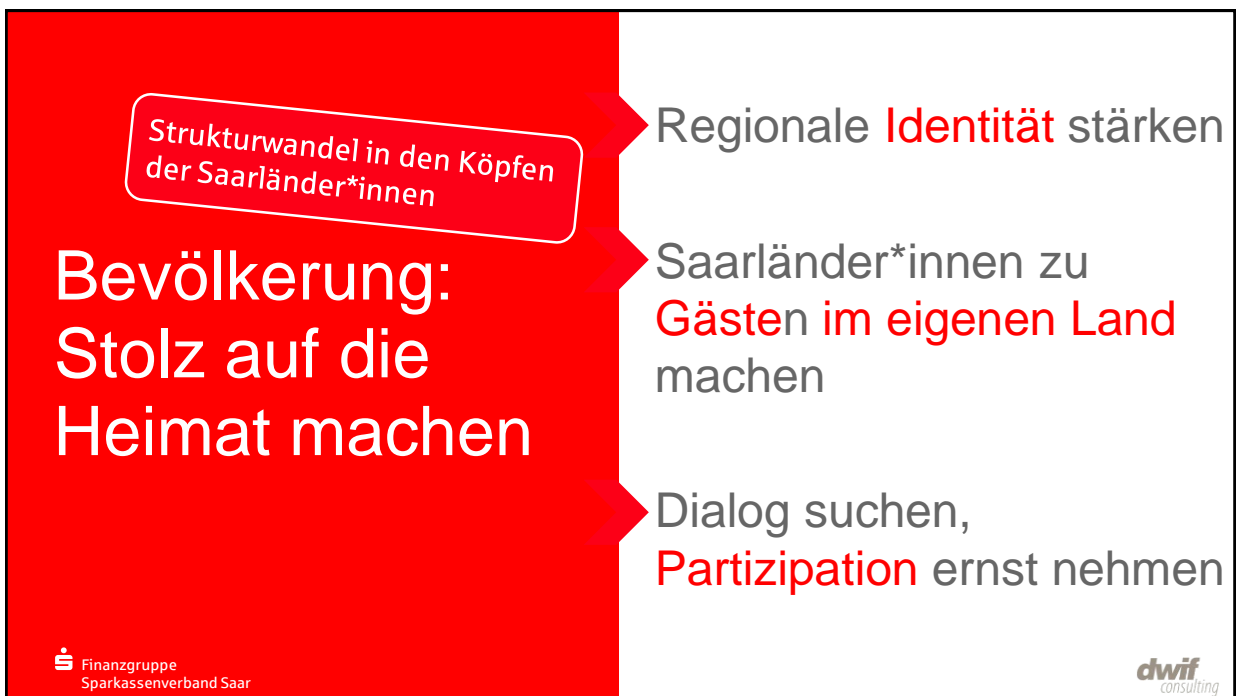 Strukturwandel in den Köpfen
der Saarländer*innen
Bevölkerung:
Stolz auf die
Heimat machen
Regionale Identität stärken
Saarländer*innen zu
Gästen im eigenen Land
machen
Dialog suchen,
Partizipation ernst nehmen
Finanzgruppe
Sparkassenverband Saar
dwif
consulting